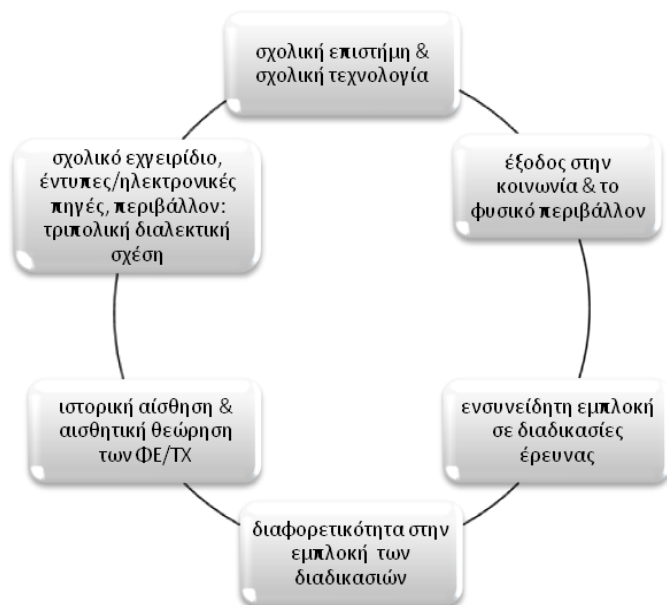 σχολική επιστήμη &
σχολική τεχνολογία
έξοδος στην
κοινωνία & το
φυσικό περιβάλλον
ενσυνείδητη εμπλοκή
σε διαδικασίες
έρευνας
διαφορετικότητα στην
εμπλοκή των
διαδικασιών
ιστορική αίσθηση &
αισθητική θεώρηση
των ΦΕ/ΤΧ
σχολικό εχγειρίδιο,
έντυπες/ηλεκτρονικές
πηγές, περιβάλλον:
τριπολική διαλεκτική
σχέση